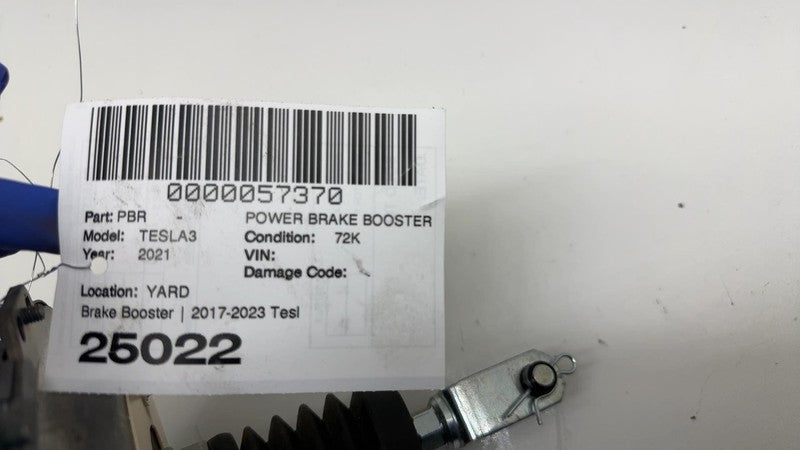 0000057370
Part: PBR - POWER BRAKE BOOSTER
Model: TESLA3 Condition: 72K
Year: 2021 VIN:
Damage Code: -
Location: YARD
Brake Booster | 2017-2023 Tesl
25022